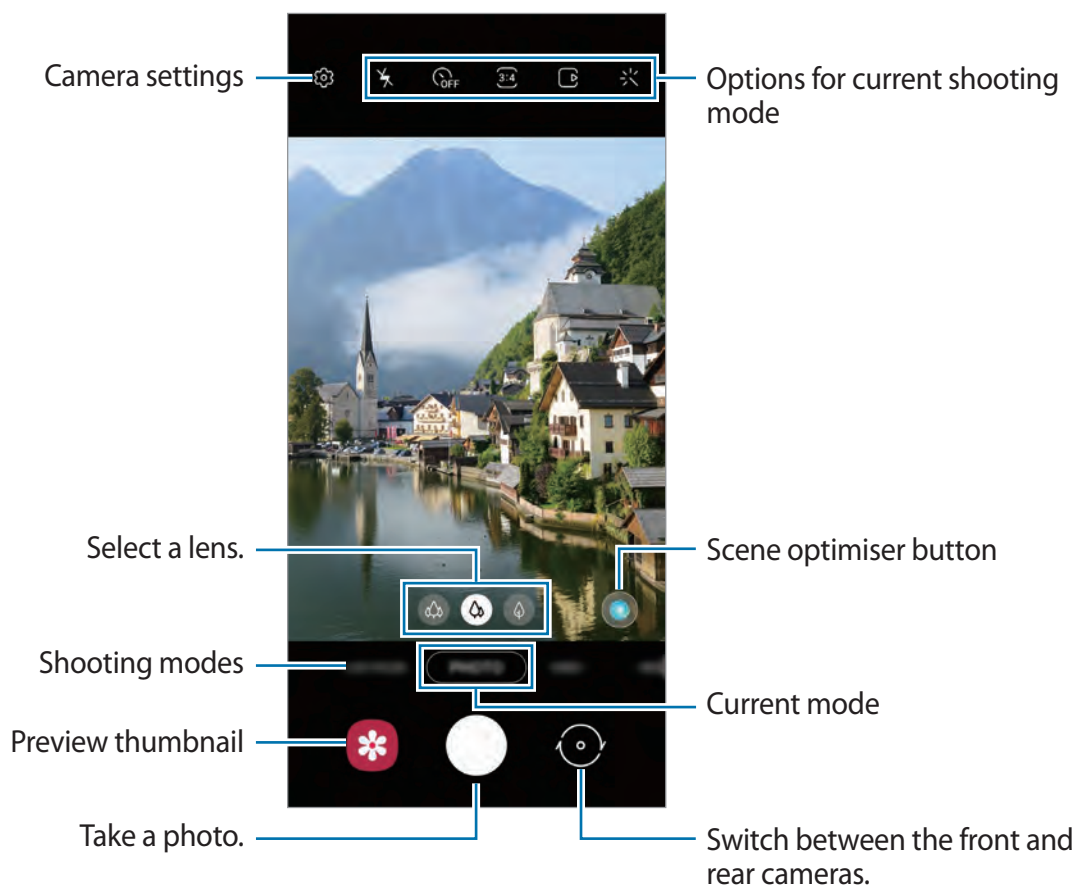 Camera settings
OFF
3:4
Options for current shooting
mode
Select a lens.
Scene optimiser button
Shooting modes
PHOTO
Current mode
Preview thumbnail
Take a photo.
Switch between the front and
rear cameras.